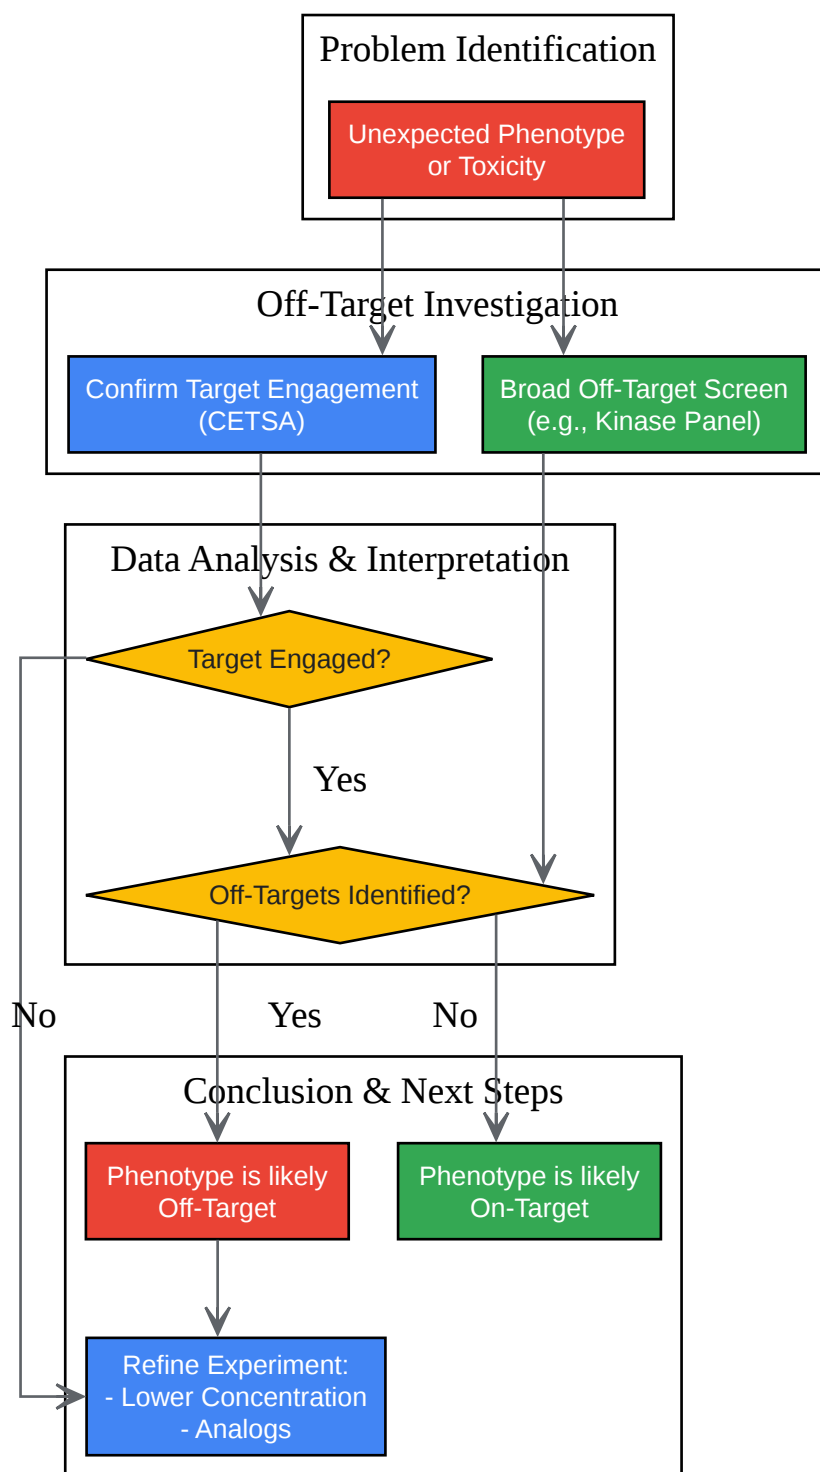 Problem Identification
Unexpected Phenotype
or Toxicity
Off-Target Investigation
Confirm Target Engagement
(CETSA)
Broad Off-Target Screen
(e.g., Kinase Panel)
Data Analysis & Interpretation
Target Engaged?
Yes
Off-Targets Identified?
No
Yes
No
Conclusion & Next Steps
Phenotype is likely
Off-Target
Phenotype is likely
On-Target
Refine Experiment:
- Lower Concentration
- Analogs